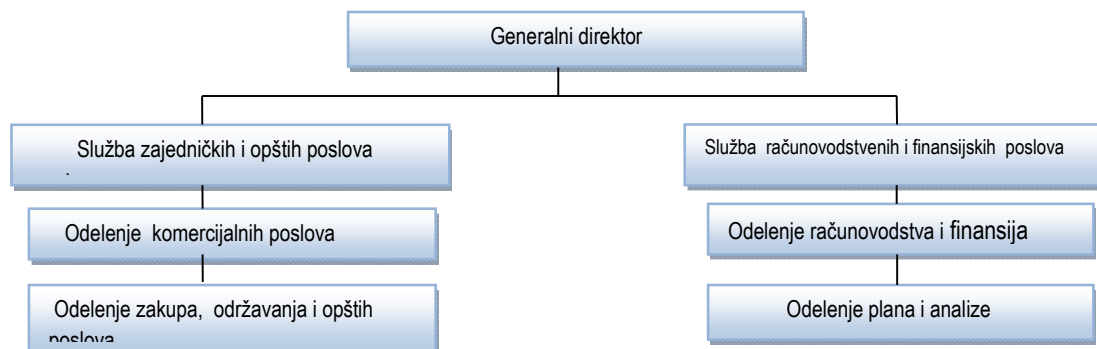 Generalni direktor
Služba zajedničkih i opštih poslova
.
Služba računovodstvenih i finansijskih poslova
Odelenje komercijalnih poslova
Odelenje računovodstva i finansija
Odelenje zakupa, održavanja i opštih
poslova
Odelenje plana i analize